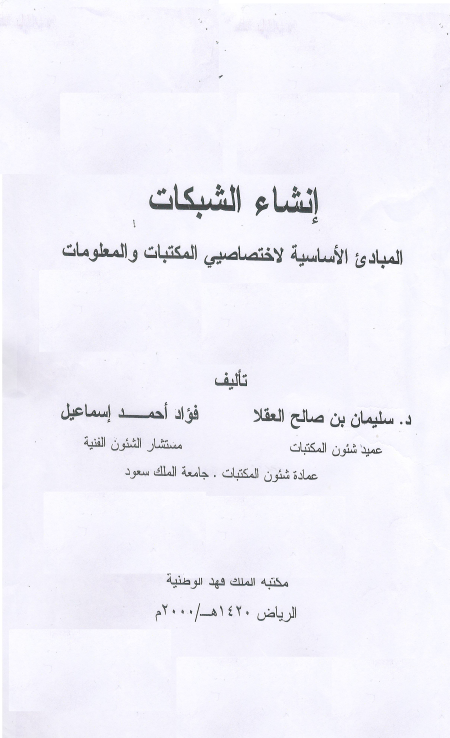 إنشاء الشبكات
المبادئ الأساسية لاختصاصيي المكتبات والمعلومات
تأليف
د. سليمان بن صالح العقلا فؤاد أحمـــد إسماعيل
عميد شئون المكتبات مستشار الشئون الفنية
عمادة شئون المكتبات . جامعة الملك سعود
مكتبه الملك فهد الوطنية
الرياض ١٤٢٠هـ/٢٠٠٠م